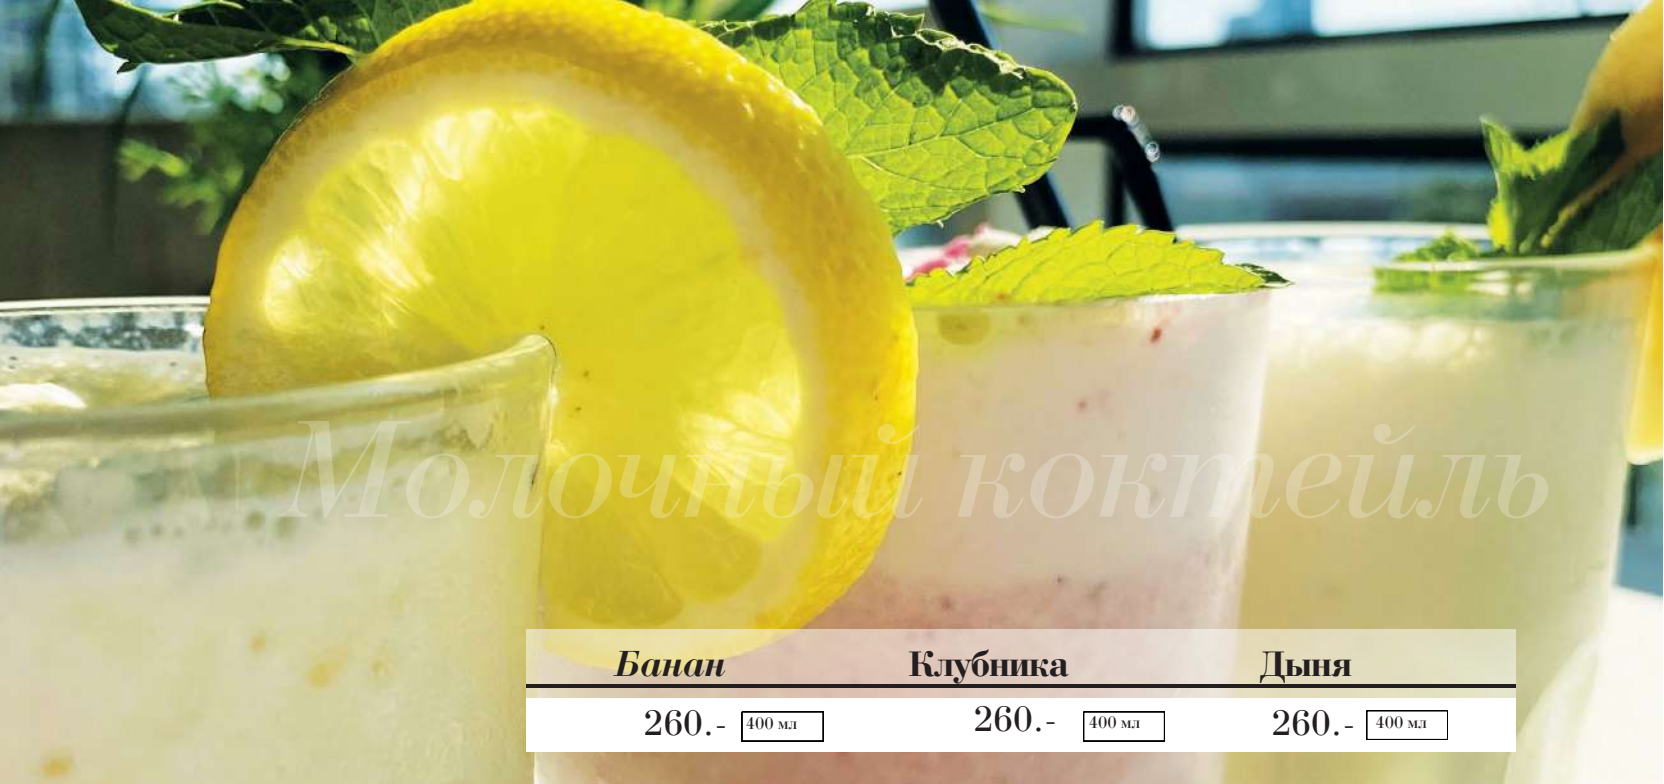 Молочный коктейль
Банан Клубника Дыня
260.- 400 мл 260.- 400 мл 260.- 400 мл